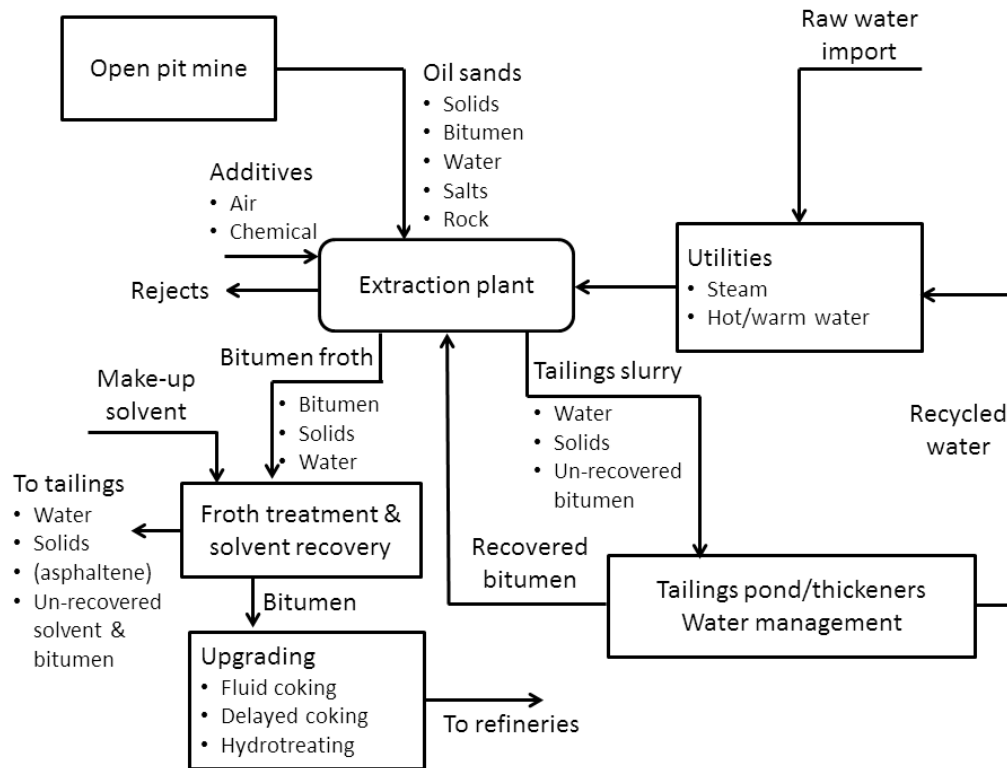 Open pit mine
Raw water
import
Oil sands
• Solids
• Bitumen
• Water
• Salts
• Rock
Additives
• Air
• Chemical
Extraction plant
Utilities
• Steam
• Hot/warm water
Rejects
Bitumen froth
• Bitumen
• Solids
• Water
Tailings slurry
• Water
• Solids
• Un-recovered
bitumen
Make-up
solvent
Recycled
water
To tailings
• Water
• Solids
• (asphaltene)
• Un-recovered
solvent &
bitumen
Froth treatment &
solvent recovery
Recovered
bitumen
Tailings pond/thickeners
Water management
Bitumen
Upgrading
• Fluid coking
• Delayed coking
• Hydrotreating
To refineries